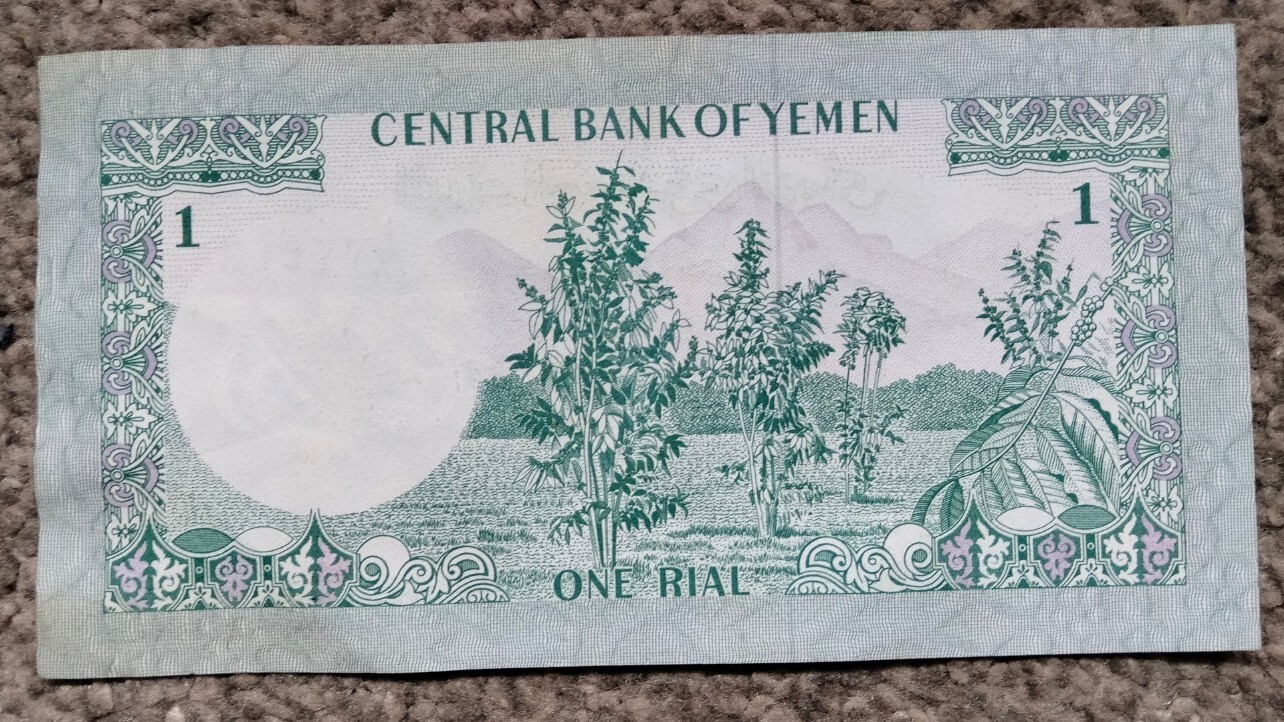 CENTRAL BANK OF YEMEN
1
1
ONE RIAL